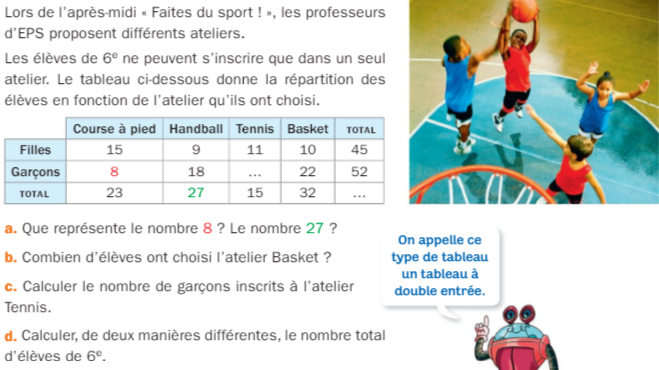 Lors de l'après-midi « Faites du sport ! », les professeurs
d'EPS proposent différents ateliers.
Les élèves de 6e ne peuvent s'inscrire que dans un seul
atelier. Le tableau ci-dessous donne la répartition des
élèves en fonction de l'atelier qu'ils ont choisi.
Course à pied Handball Tennis Basket TOTAL
Filles 15 9 11 10 45
Garçons 8 18 ... 22 52
TOTAL 23 27 15 32 ...
a. Que représente le nombre 8 ? Le nombre 27 ?
b. Combien d'élèves ont choisi l'atelier Basket ?
c. Calculer le nombre de garçons inscrits à l'atelier
Tennis.
d. Calculer, de deux manières différentes, le nombre total
d'élèves de 6e.
On appelle ce
type de tableau
un tableau à
double entrée.